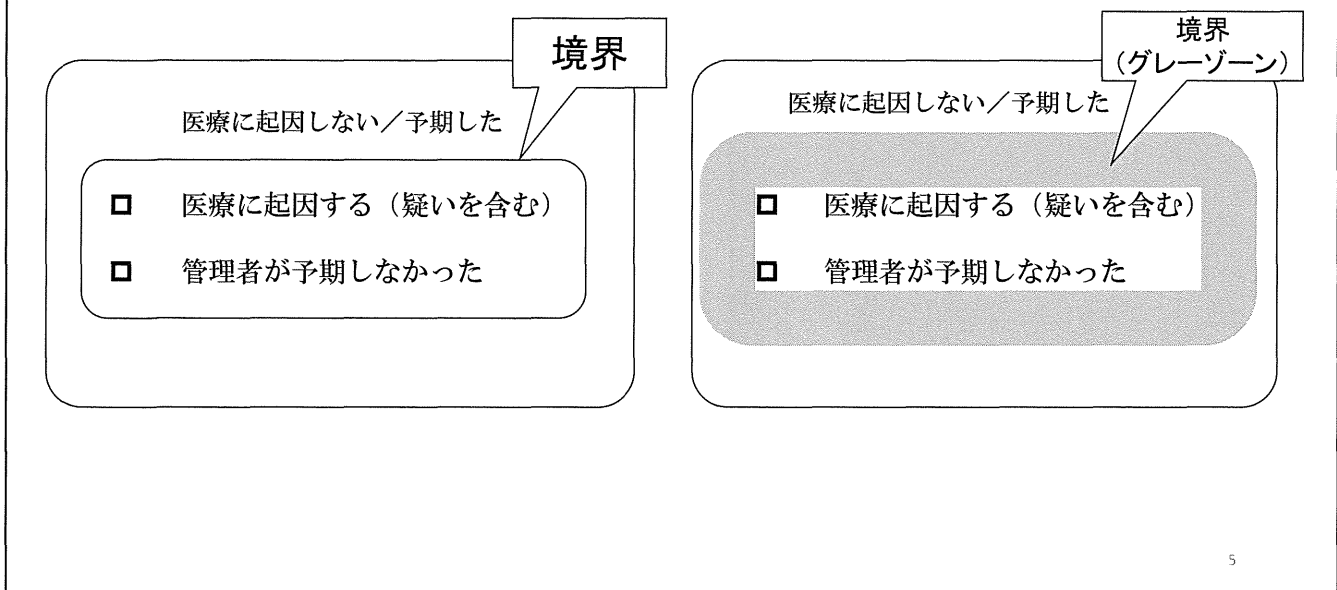 境界
医療に起因しない／予期した
□ 医療に起因する（疑いを含む）
□ 管理者が予期しなかった
境界
（グレーゾーン）
医療に起因しない／予期した
□ 医療に起因する（疑いを含む）
□ 管理者が予期しなかった
5